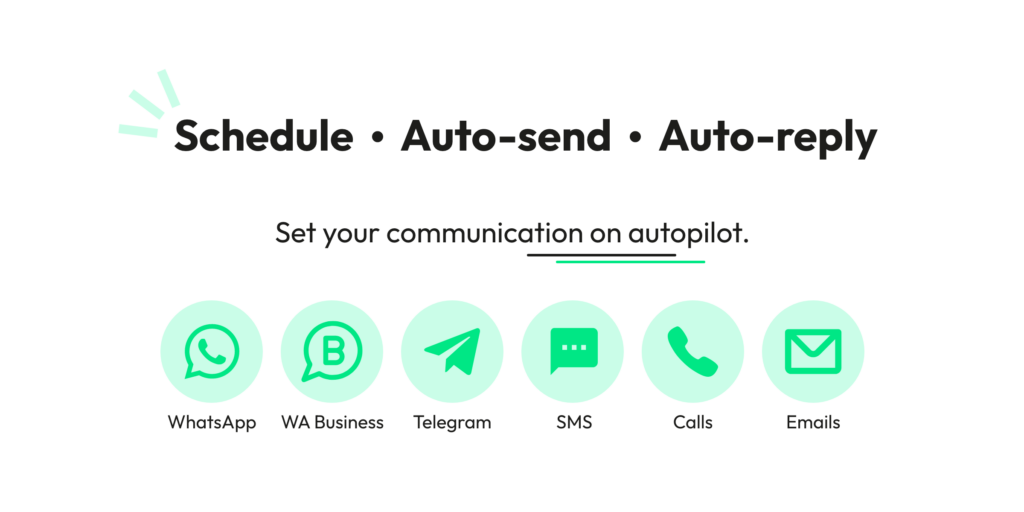 Schedule • Auto-send • Auto-reply
Set your communication on autopilot.
WhatsApp WA Business Telegram SMS Calls Emails